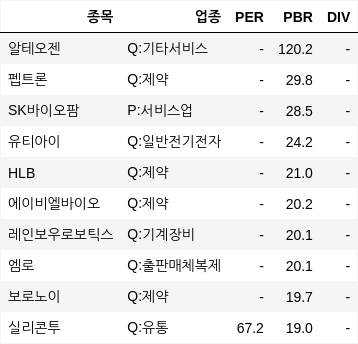 종목 업종 PER PBR DIV
알테오젠 Q:기타서비스 - 120.2 -
펩트론 Q:제약 - 29.8 -
SK바이오팜 P:서비스업 - 28.5 -
유티아이 Q:일반전기전자 - 24.2 -
HLB Q:제약 - 21.0 -
에이비엘바이오 Q:제약 - 20.2 -
레인보우로보틱스 Q:기계장비 - 20.1 -
엠로 Q:출판매체복제 - 20.1 -
보로노이 Q:제약 - 19.7 -
실리콘투 Q:유통 67.2 19.0 -